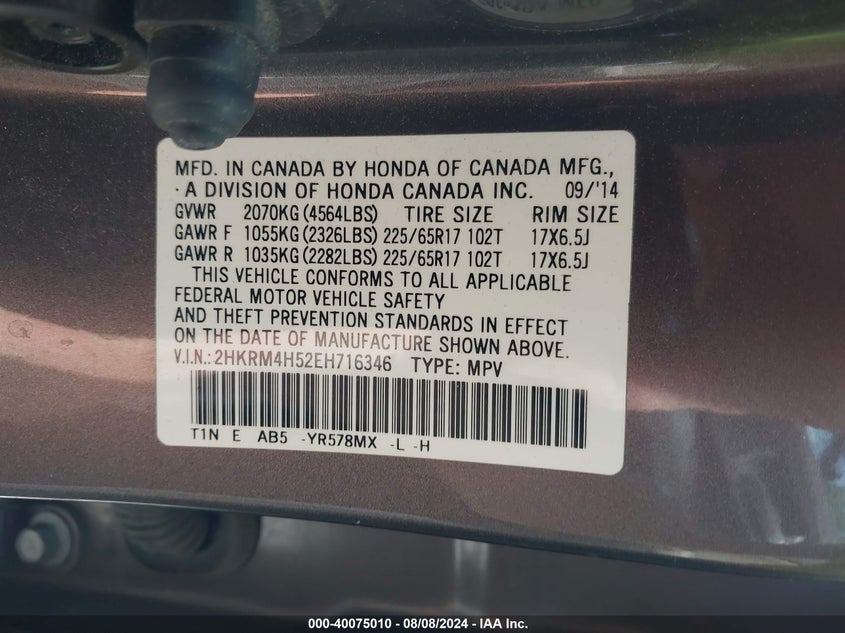 MFD. IN CANADA BY HONDA OF CANADA MFG.,
· A DIVISION OF HONDA CANADA INC. 09/'14
GVWR 2070KG (4564LBS) TIRE SIZE RIM SIZE
GAWR F 1055KG (2326LBS) 225/65R17 102T 17X6.5J
GAWR R 1035KG (2282LBS) 225/65R17 102T 17X6.5J
THIS VEHICLE CONFORMS TO ALL APPLICABLE
FEDERAL MOTOR VEHICLE SAFETY
AND THEFT PREVENTION STANDARDS IN EFFECT
ON THE DATE OF MANUFACTURE SHOWN ABOVE.
V.I.N.: 2HKRM4H52EH716346 TYPE: MPV
T1N E AB5 -YR578MX -L -H
000-40075010 - 08/08/2024 - IAA Inc.